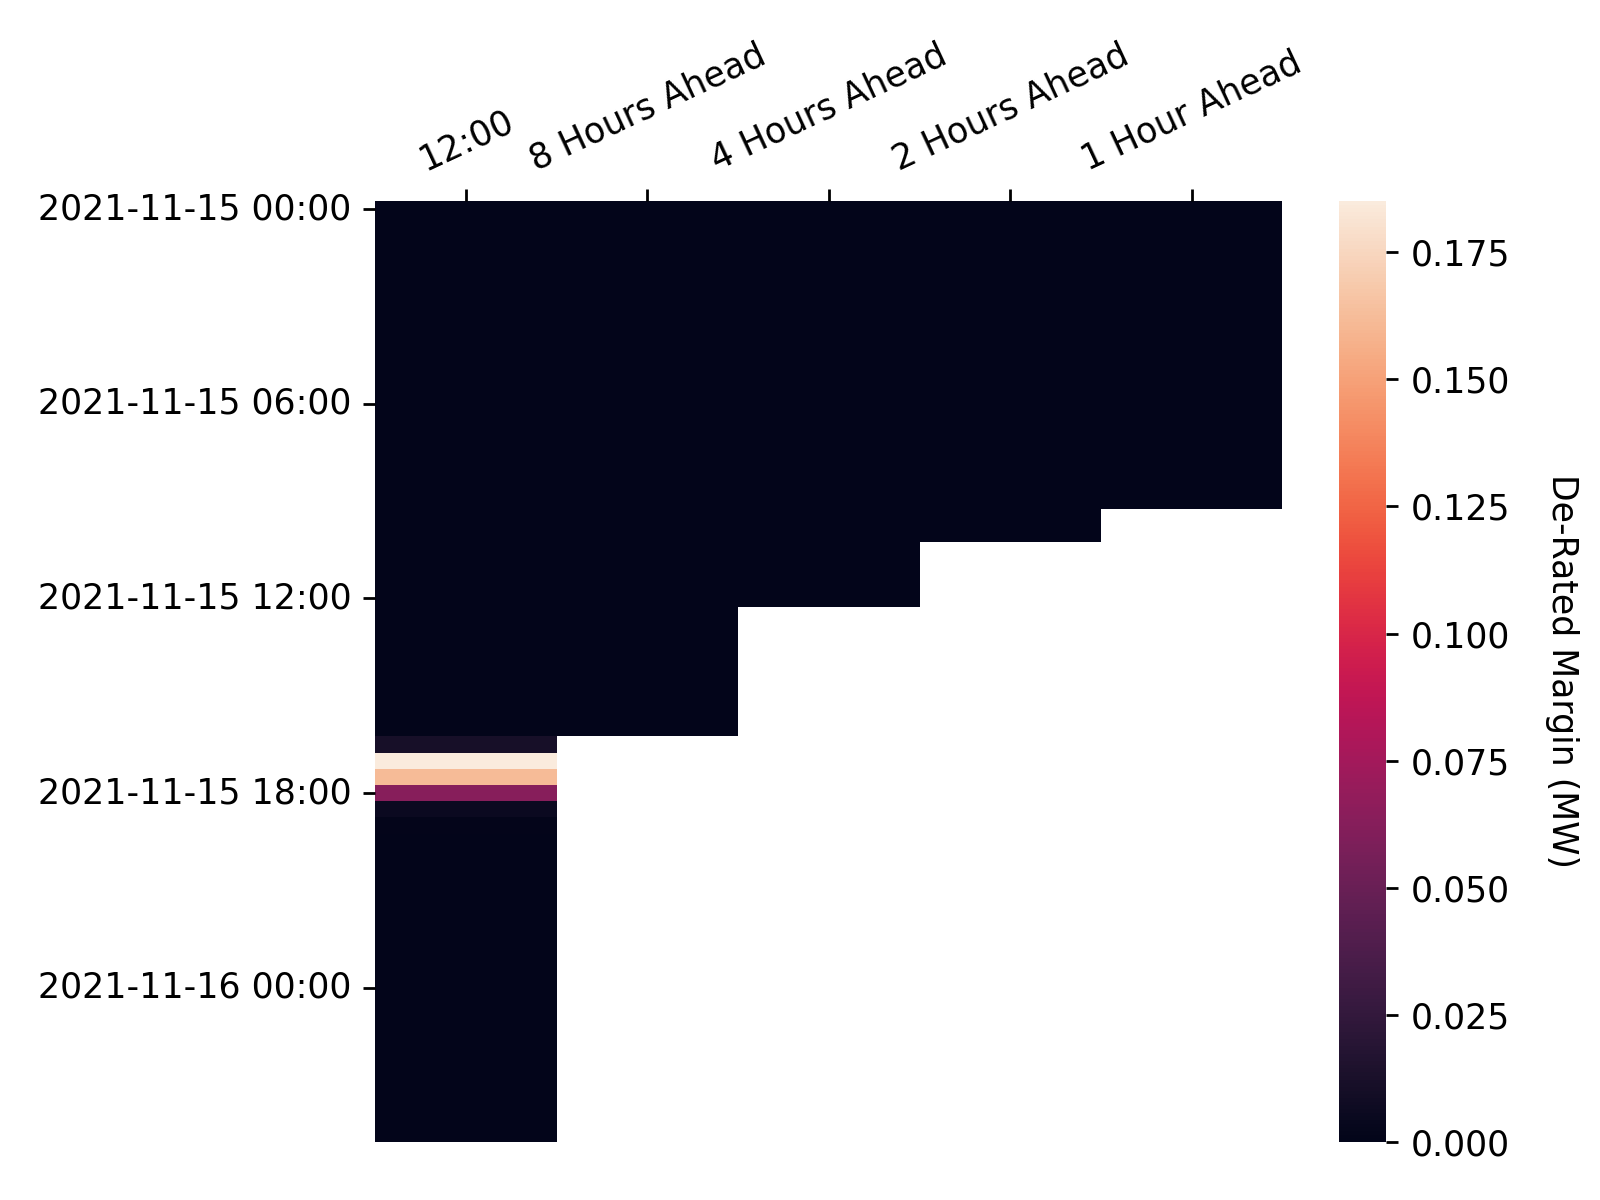 12:00
8 Hours Ahead
4 Hours Ahead
2 Hours Ahead
1 Hour Ahead
2021-11-15 00:00
2021-11-15 06:00
2021-11-15 12:00
2021-11-15 18:00
2021-11-16 00:00
0.175
0.150
0.125
0.100
0.075
0.050
0.025
0.000
De-Rated Margin (MW)